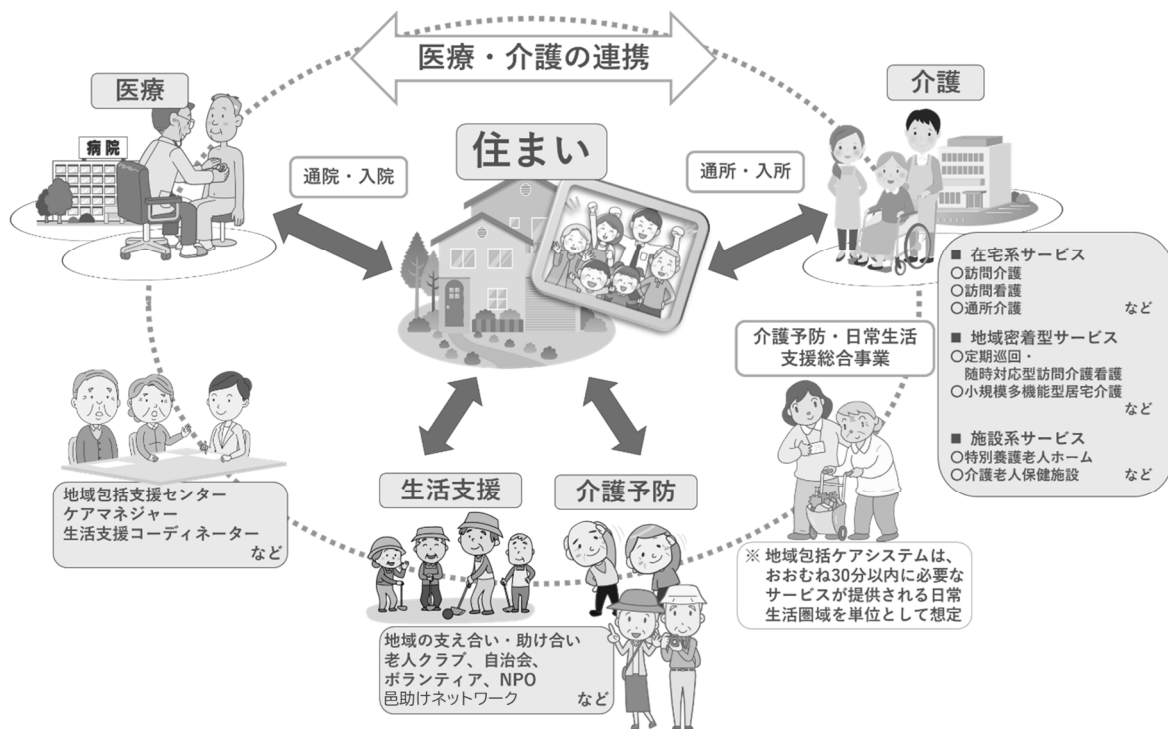 医療・介護の連携
医療
介護
病院
住まい
通院・入院
通所・入所
■ 在宅系サービス
〇訪問介護
〇訪問看護
〇通所介護 など
■ 地域密着型サービス
〇定期巡回・
随時対応型訪問介護看護
〇小規模多機能型居宅介護
など
■ 施設系サービス
〇特別養護老人ホーム
〇介護老人保健施設 など
介護予防・日常生活
支援総合事業
地域包括支援センター
ケアマネジャー
生活支援コーディネーター
など
生活支援
介護予防
地域の支え合い・助け合い
老人クラブ、自治会、
ボランティア、NPO
邑助けネットワーク など
※ 地域包括ケアシステムは、
おおむね30分以内に必要な
サービスが提供される日常
生活圏域を単位として想定